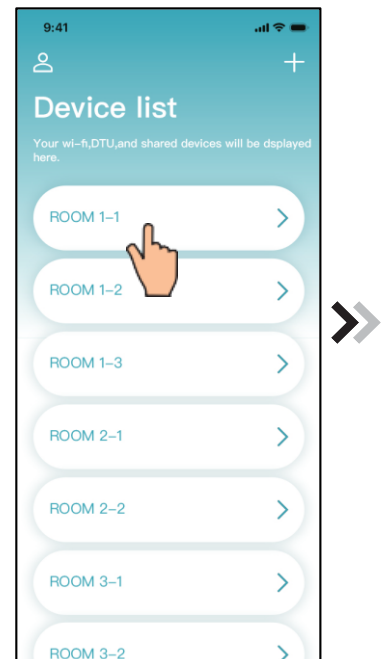 9:41
Device list
Your wi-fi,DTU,and shared devices will be dsplayed
here.
ROOM 1-1
ROOM 1-2
ROOM 1-3
ROOM 2-1
ROOM 2-2
ROOM 3-1
ROOM 3-2